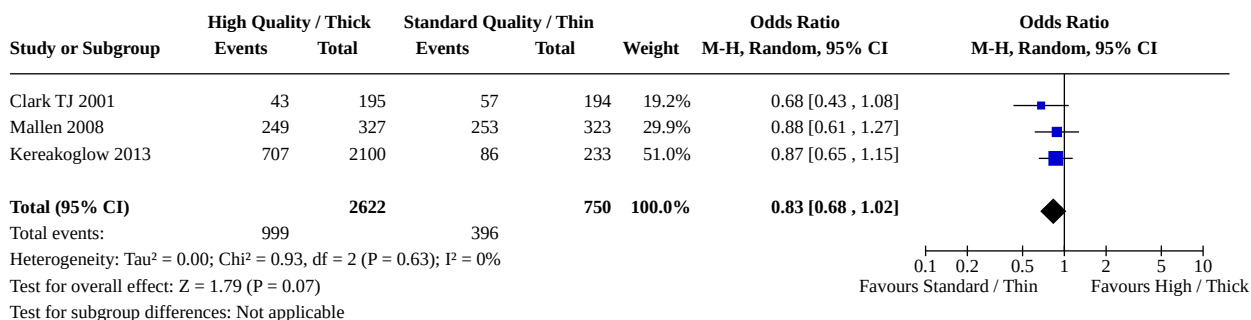 High Quality / Thick Standard Quality / Thin Odds Ratio Odds Ratio
Study or Subgroup Events Total Events Total Weight M-H, Random, 95% CI M-H, Random, 95% CI
Clark TJ 2001 43 195 57 194 19.2% 0.68 [0.43 , 1.08]
Mallen 2008 249 327 253 323 29.9% 0.88 [0.61 , 1.27]
Kereakoglow 2013 707 2100 86 233 51.0% 0.87 [0.65 , 1.15]
Total (95% CI) 2622 750 100.0% 0.83 [0.68 , 1.02]
Total events: 999 396
Heterogeneity: Tau² = 0.00; Chi² = 0.93, df = 2 (P = 0.63); I² = 0%
0.1 0.2 0.5 1 2 5 10
Test for overall effect: Z = 1.79 (P = 0.07) Favours Standard / Thin Favours High / Thick
Test for subgroup differences: Not applicable